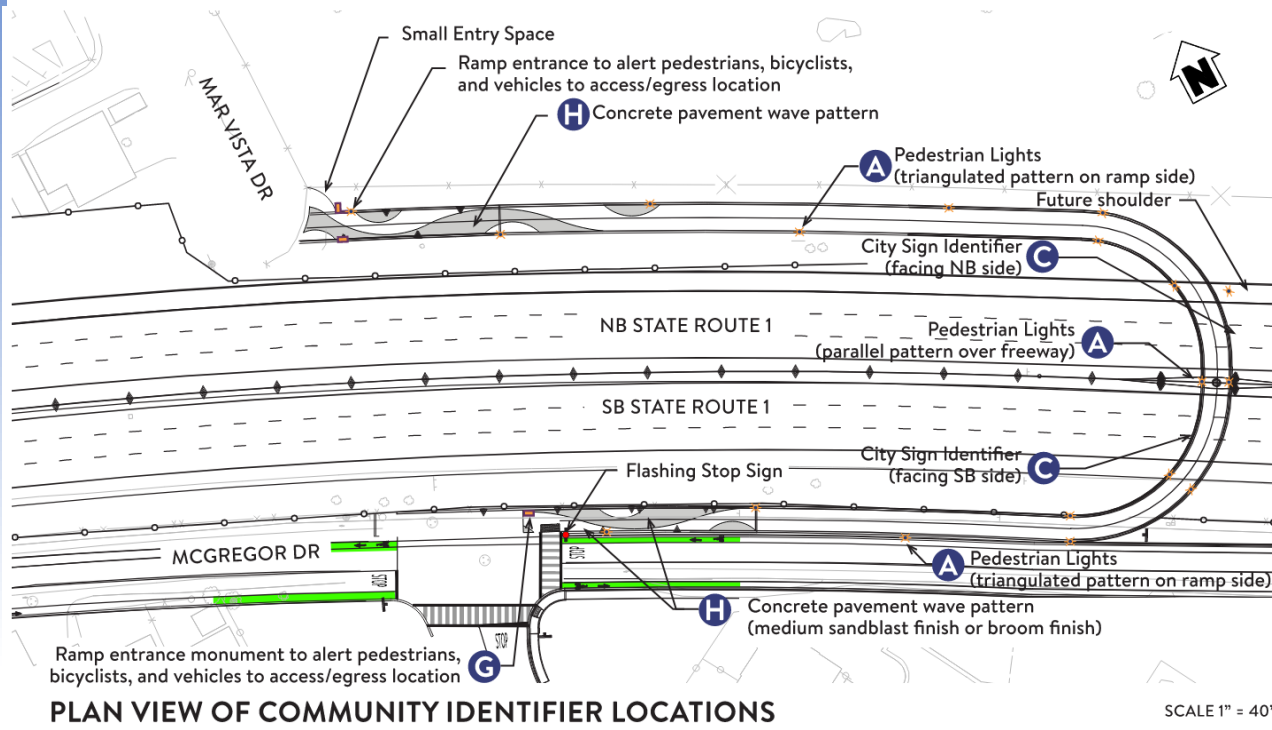 Small Entry Space
Ramp entrance to alert pedestrians, bicyclists,
and vehicles to access/egress location
H Concrete pavement wave pattern
N
MAR VISTA DR
A Pedestrian Lights
(triangulated pattern on ramp side)
Future shoulder
City Sign Identifier
(facing NB side)
C
NB STATE ROUTE 1
Pedestrian Lights
(parallel pattern over freeway)
A
SB STATE ROUTE 1
City Sign Identifier
(facing SB side)
C
Flashing Stop Sign
MCGREGOR DR
STOP
STOP
STOP
A Pedestrian Lights
(triangulated pattern on ramp side)
H Concrete pavement wave pattern
(medium sandblast finish or broom finish)
Ramp entrance monument to alert pedestrians,
bicyclists, and vehicles to access/egress location
G
PLAN VIEW OF COMMUNITY IDENTIFIER LOCATIONS
SCALE 1" = 40'